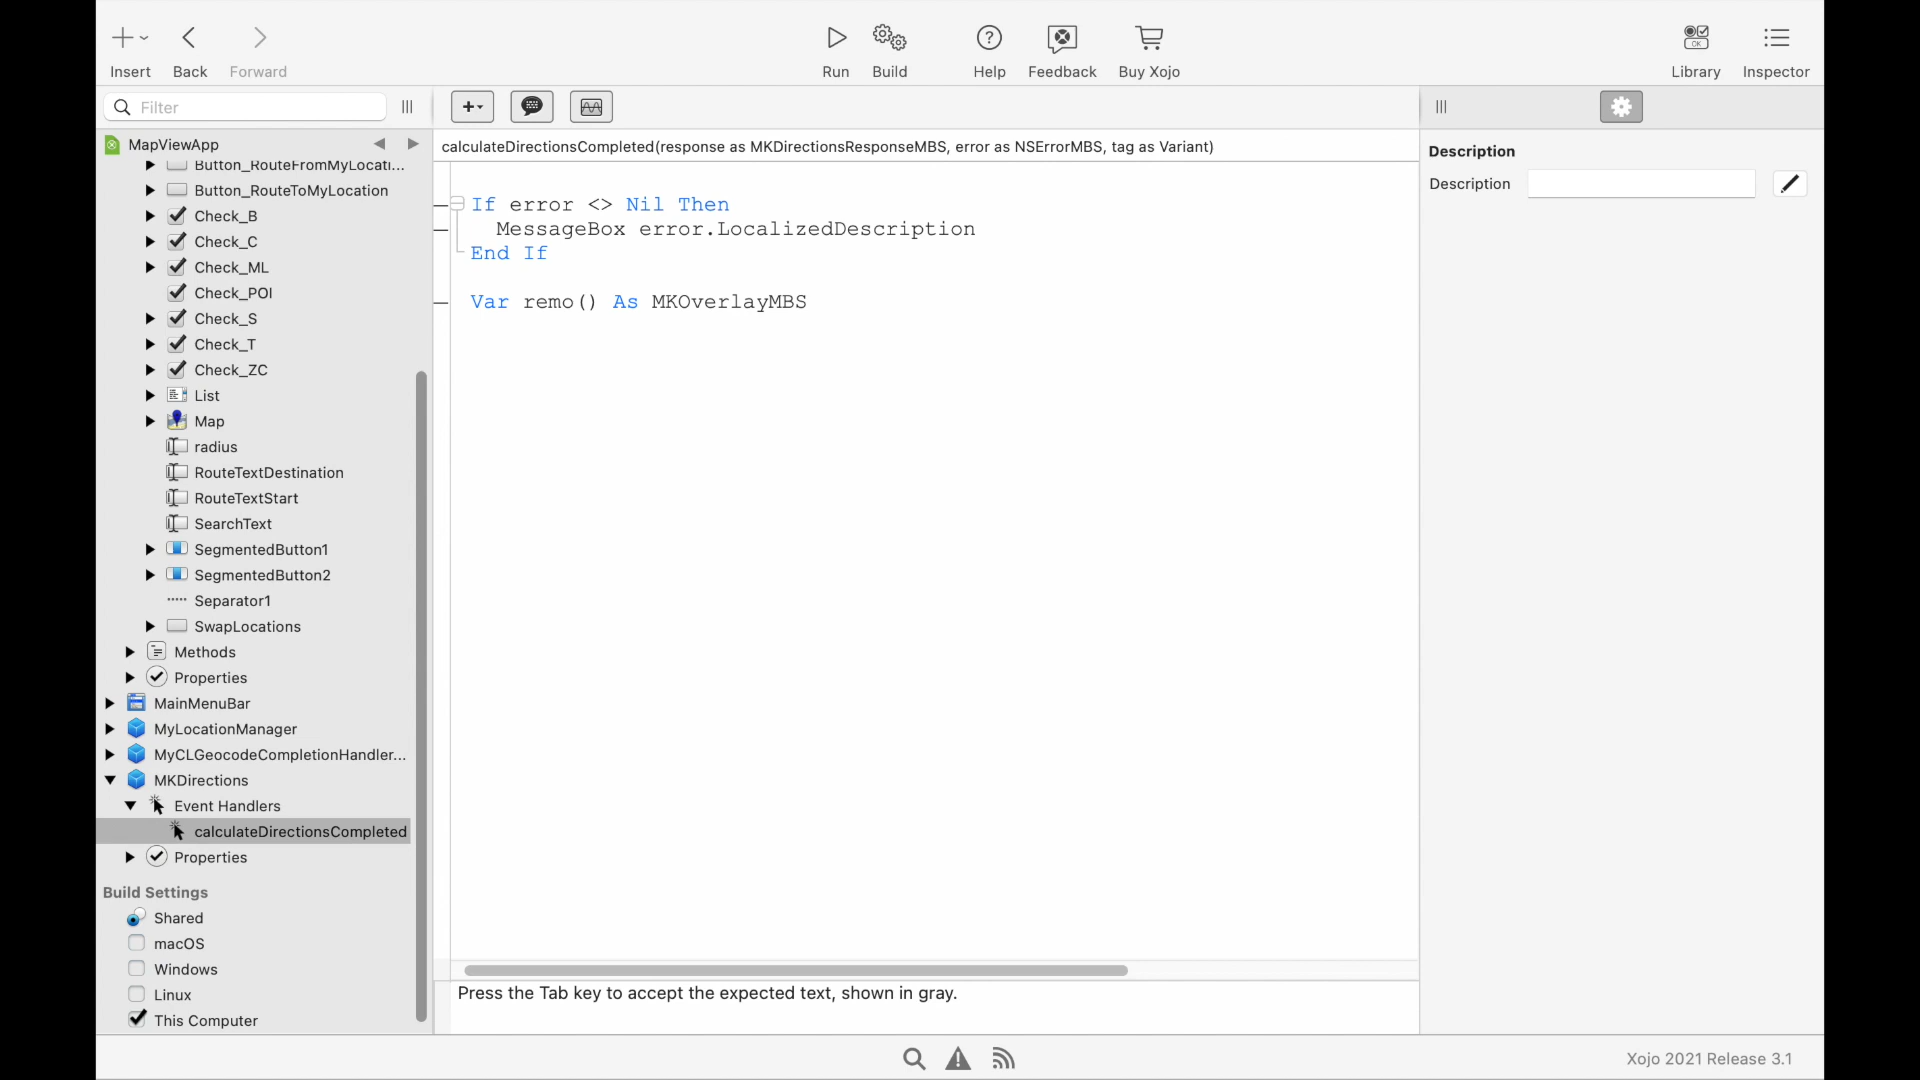 Insert
Back
Forward
Run
Build
Help
Feedback
Buy Xojo
Library
Inspector
Filter
MapViewApp
Button_RouteFromMyLocati...
Button_RouteToMyLocation
Check_B
Check_C
Check_ML
Check_POI
Check_S
Check_T
Check_ZC
List
Map
radius
RouteTextDestination
RouteTextStart
SearchText
SegmentedButton1
SegmentedButton2
Separator1
SwapLocations
Methods
Properties
MainMenuBar
MyLocationManager
MyCLGeocodeCompletionHandler...
MKDirections
Event Handlers
calculateDirectionsCompleted
Properties
Build Settings
Shared
macOS
Windows
Linux
This Computer
calculateDirectionsCompleted(response as MKDirectionsResponseMBS, error as NSErrorMBS, tag as Variant)
If error <> Nil Then
MessageBox error.LocalizedDescription
End If
Var remo() As MKOverlayMBS
Press the Tab key to accept the expected text, shown in gray.
Description
Description
Xojo 2021 Release 3.1